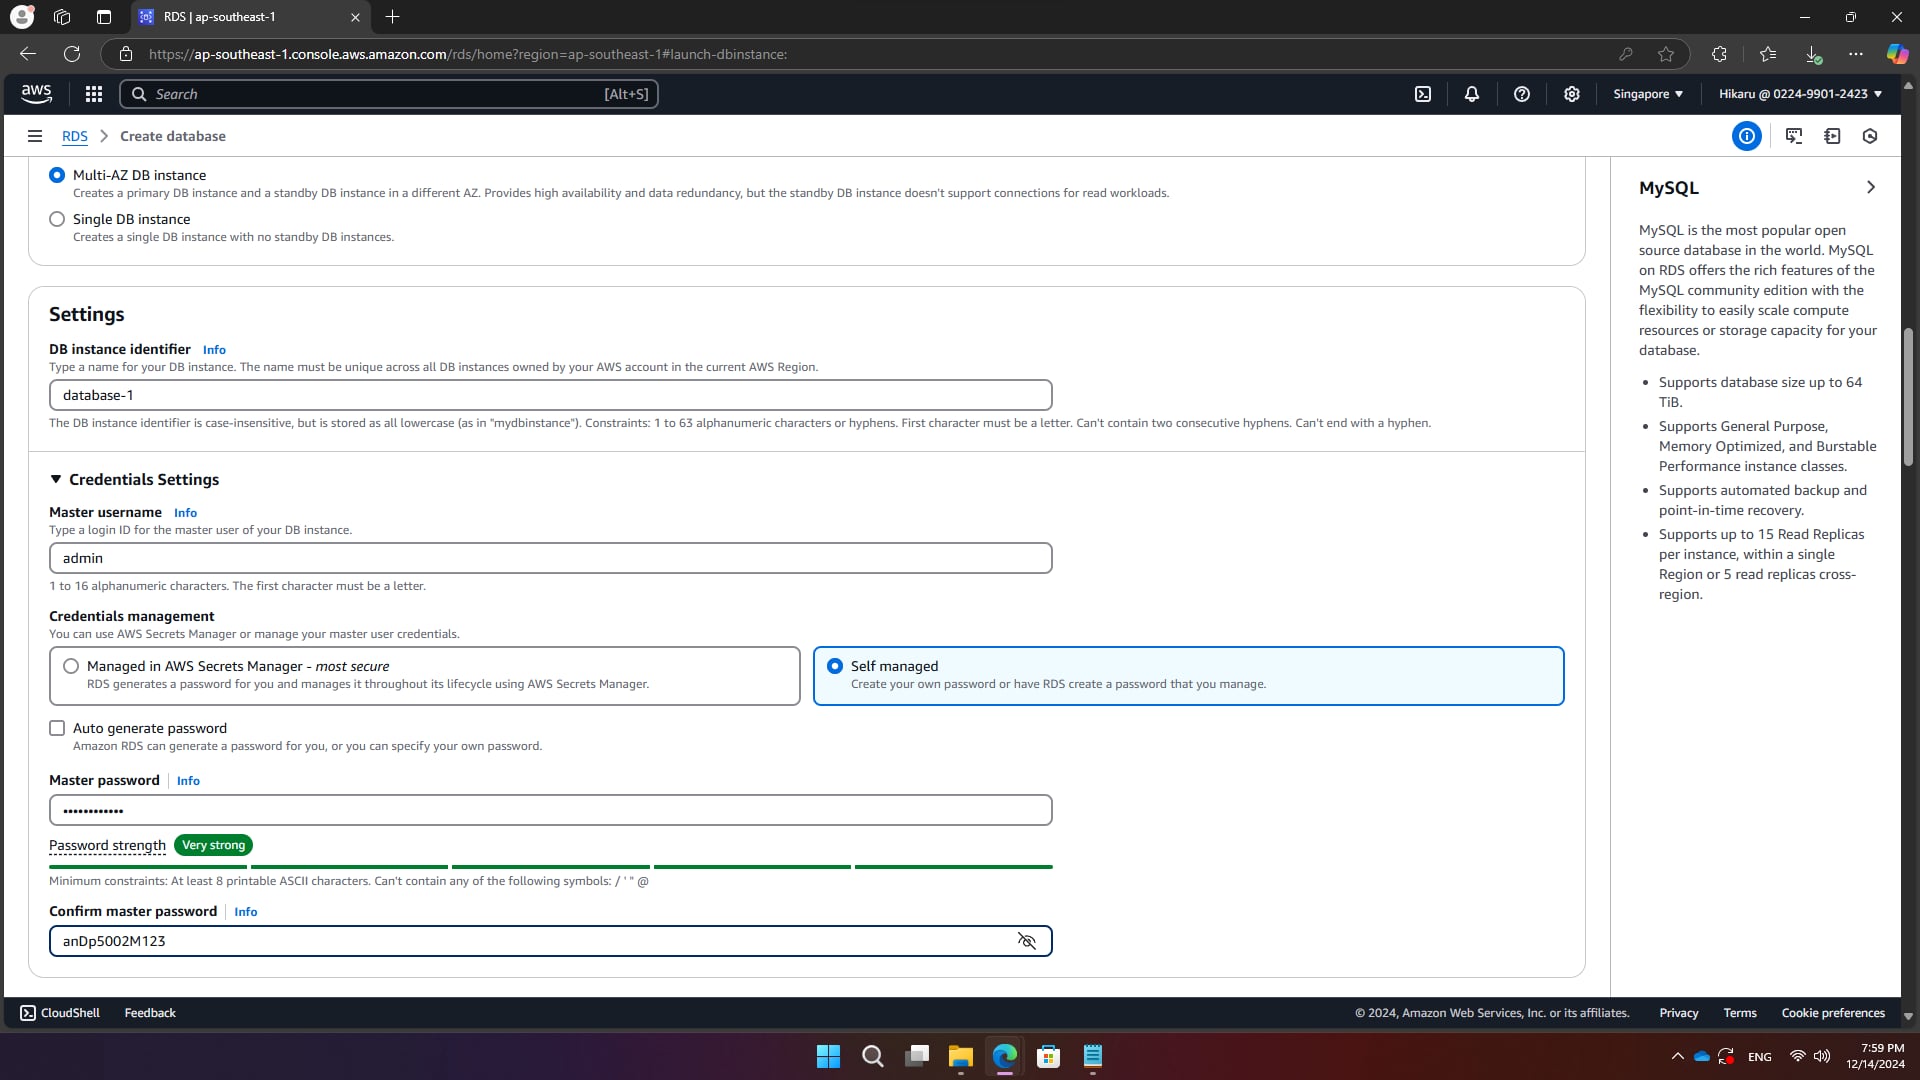 RDS | ap-southeast-1
https://ap-southeast-1.console.aws.amazon.com/rds/home?region=ap-southeast-1#launch-dbinstance:
aws
Search
[Alt+S]
Singapore
Hikaru @ 0224-9901-2423
RDS
Create database
Multi-AZ DB instance
Creates a primary DB instance and a standby DB instance in a different AZ. Provides high availability and data redundancy, but the standby DB instance doesn't support connections for read workloads.
Single DB instance
Creates a single DB instance with no standby DB instances.
Settings
DB instance identifier Info
Type a name for your DB instance. The name must be unique across all DB instances owned by your AWS account in the current AWS Region.
database-1
The DB instance identifier is case-insensitive, but is stored as all lowercase (as in "mydbinstance"). Constraints: 1 to 63 alphanumeric characters or hyphens. First character must be a letter. Can't contain two consecutive hyphens. Can't end with a hyphen.
Credentials Settings
Master username Info
Type a login ID for the master user of your DB instance.
admin
1 to 16 alphanumeric characters. The first character must be a letter.
Credentials management
You can use AWS Secrets Manager or manage your master user credentials.
Managed in AWS Secrets Manager - most secure
RDS generates a password for you and manages it throughout its lifecycle using AWS Secrets Manager.
Self managed
Create your own password or have RDS create a password that you manage.
Auto generate password
Amazon RDS can generate a password for you, or you can specify your own password.
Master password Info
••••••••••••
Password strength Very strong
Minimum constraints: At least 8 printable ASCII characters. Can't contain any of the following symbols: / ' " @
Confirm master password Info
anDp5002M123
MySQL
MySQL is the most popular open
source database in the world. MySQL
on RDS offers the rich features of the
MySQL community edition with the
flexibility to easily scale compute
resources or storage capacity for your
database.
• Supports database size up to 64
TiB.
• Supports General Purpose,
Memory Optimized, and Burstable
Performance instance classes.
• Supports automated backup and
point-in-time recovery.
• Supports up to 15 Read Replicas
per instance, within a single
Region or 5 read replicas cross-
region.
CloudShell
Feedback
© 2024, Amazon Web Services, Inc. or its affiliates.
Privacy
Terms
Cookie preferences
ENG
7:59 PM
12/14/2024